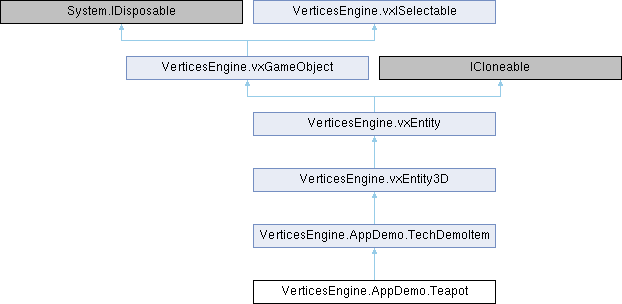 System.IDisposable
VerticesEngine.vxISelectable
VerticesEngine.vxGameObject
ICloneable
VerticesEngine.vxEntity
VerticesEngine.vxEntity3D
VerticesEngine.AppDemo.TechDemoItem
VerticesEngine.AppDemo.Teapot